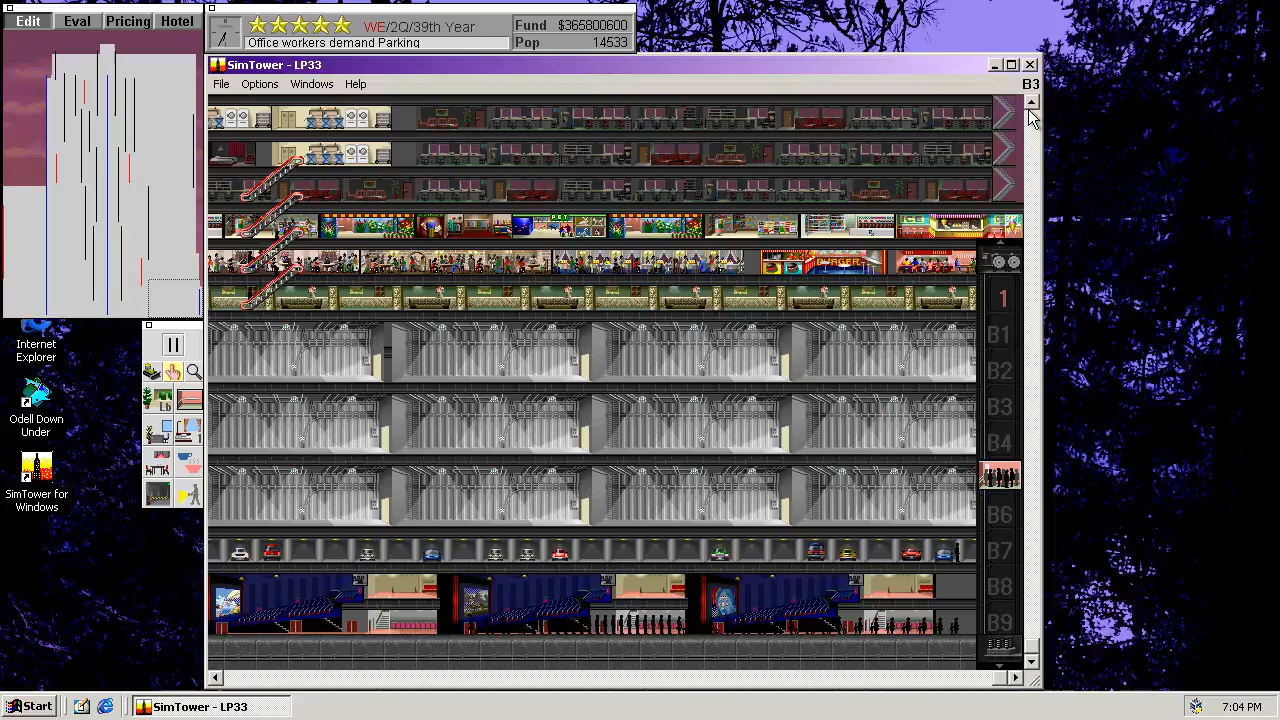 Edit Eval Pricing Hotel
WE/2Q/39th Year
Office workers demand Parking
Fund $365800600
Pop 14533
SimTower - LP33
File Options Windows Help
B3
1
B1
B2
B3
B4
B6
B7
B8
B9
Internet
Explorer
Odell Down
Under
SimTower for
Windows
Lb
Start
SimTower - LP33
7:04 PM